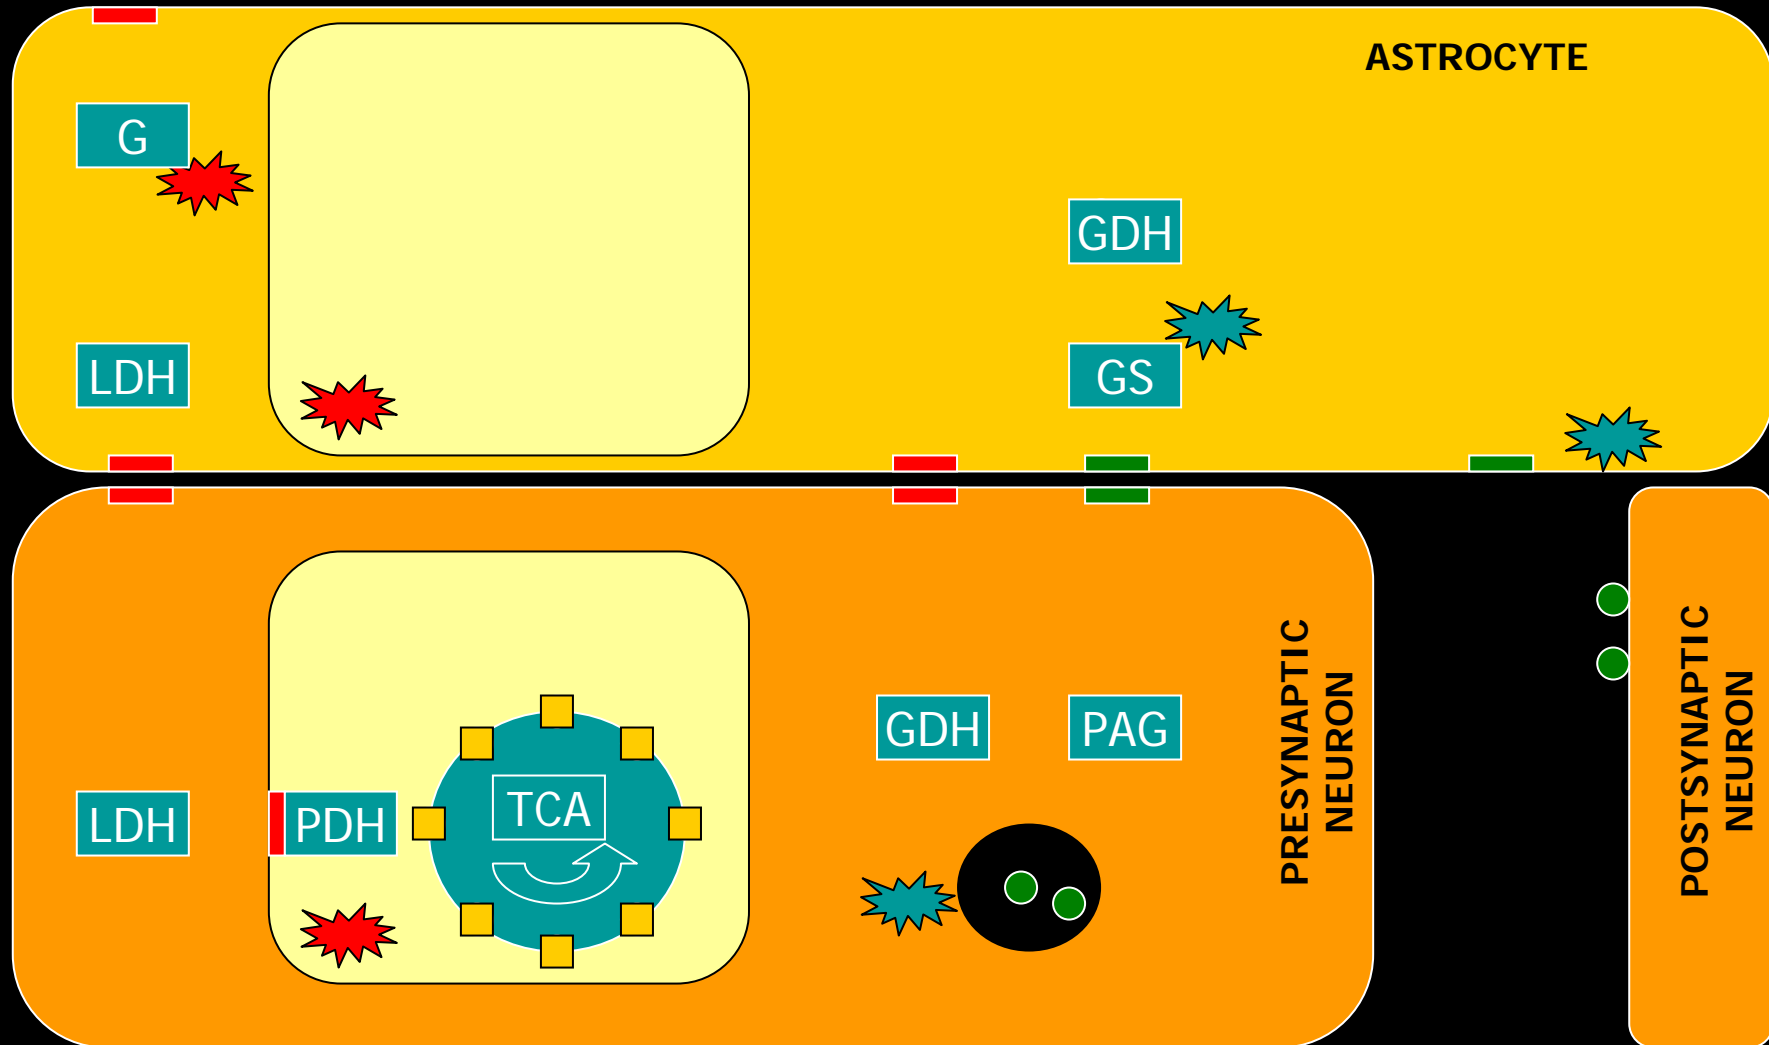 ASTROCYTE
G
GDH
LDH
GS
GDH
PAG
LDH
PDH
TCA
PRESYNAPTIC
NEURON
POSTSYNAPTIC
NEURON